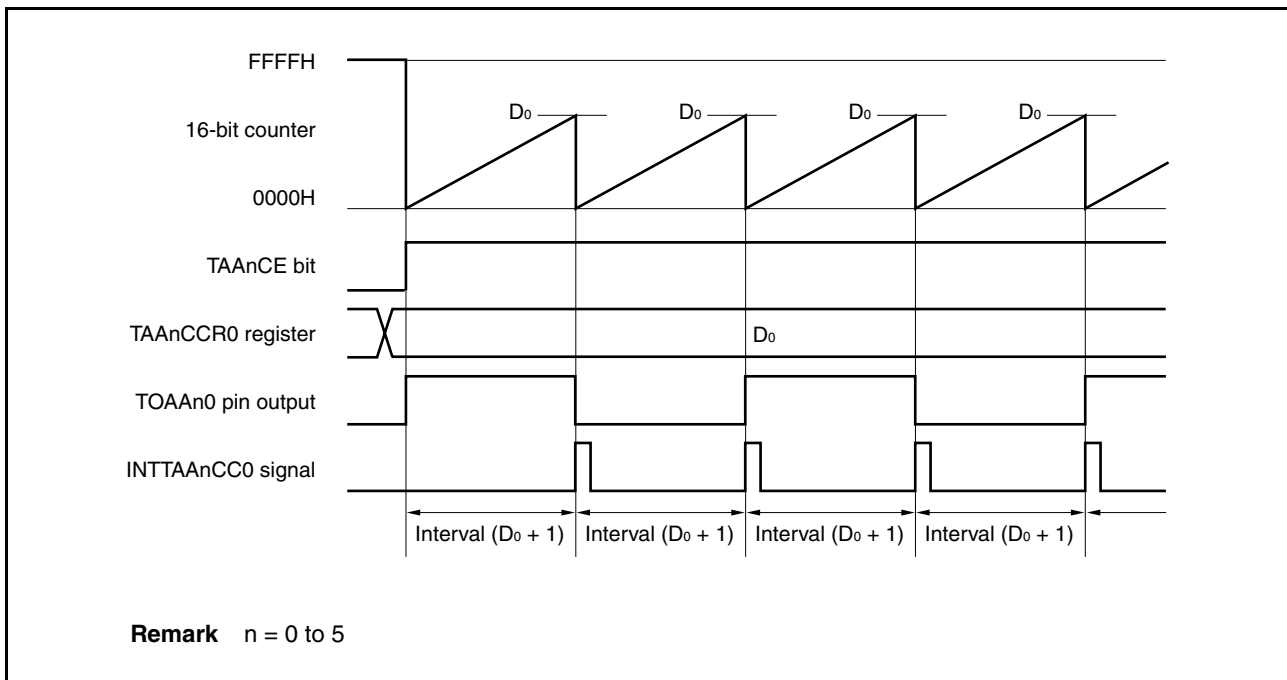 FFFFH
D₀ D₀ D₀ D₀
16-bit counter
0000H
TAAnCE bit
TAAnCCR0 register
D₀
TOAAn0 pin output
INTTAAnCC0 signal
Interval (D₀ + 1) Interval (D₀ + 1) Interval (D₀ + 1) Interval (D₀ + 1)
Remark n = 0 to 5